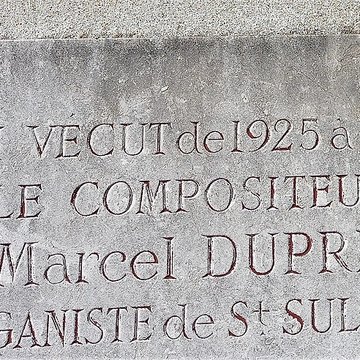 VÉCUT de 1925 à
LE COMPOSITEU
Marcel DUPR
GANISTE de St SUL